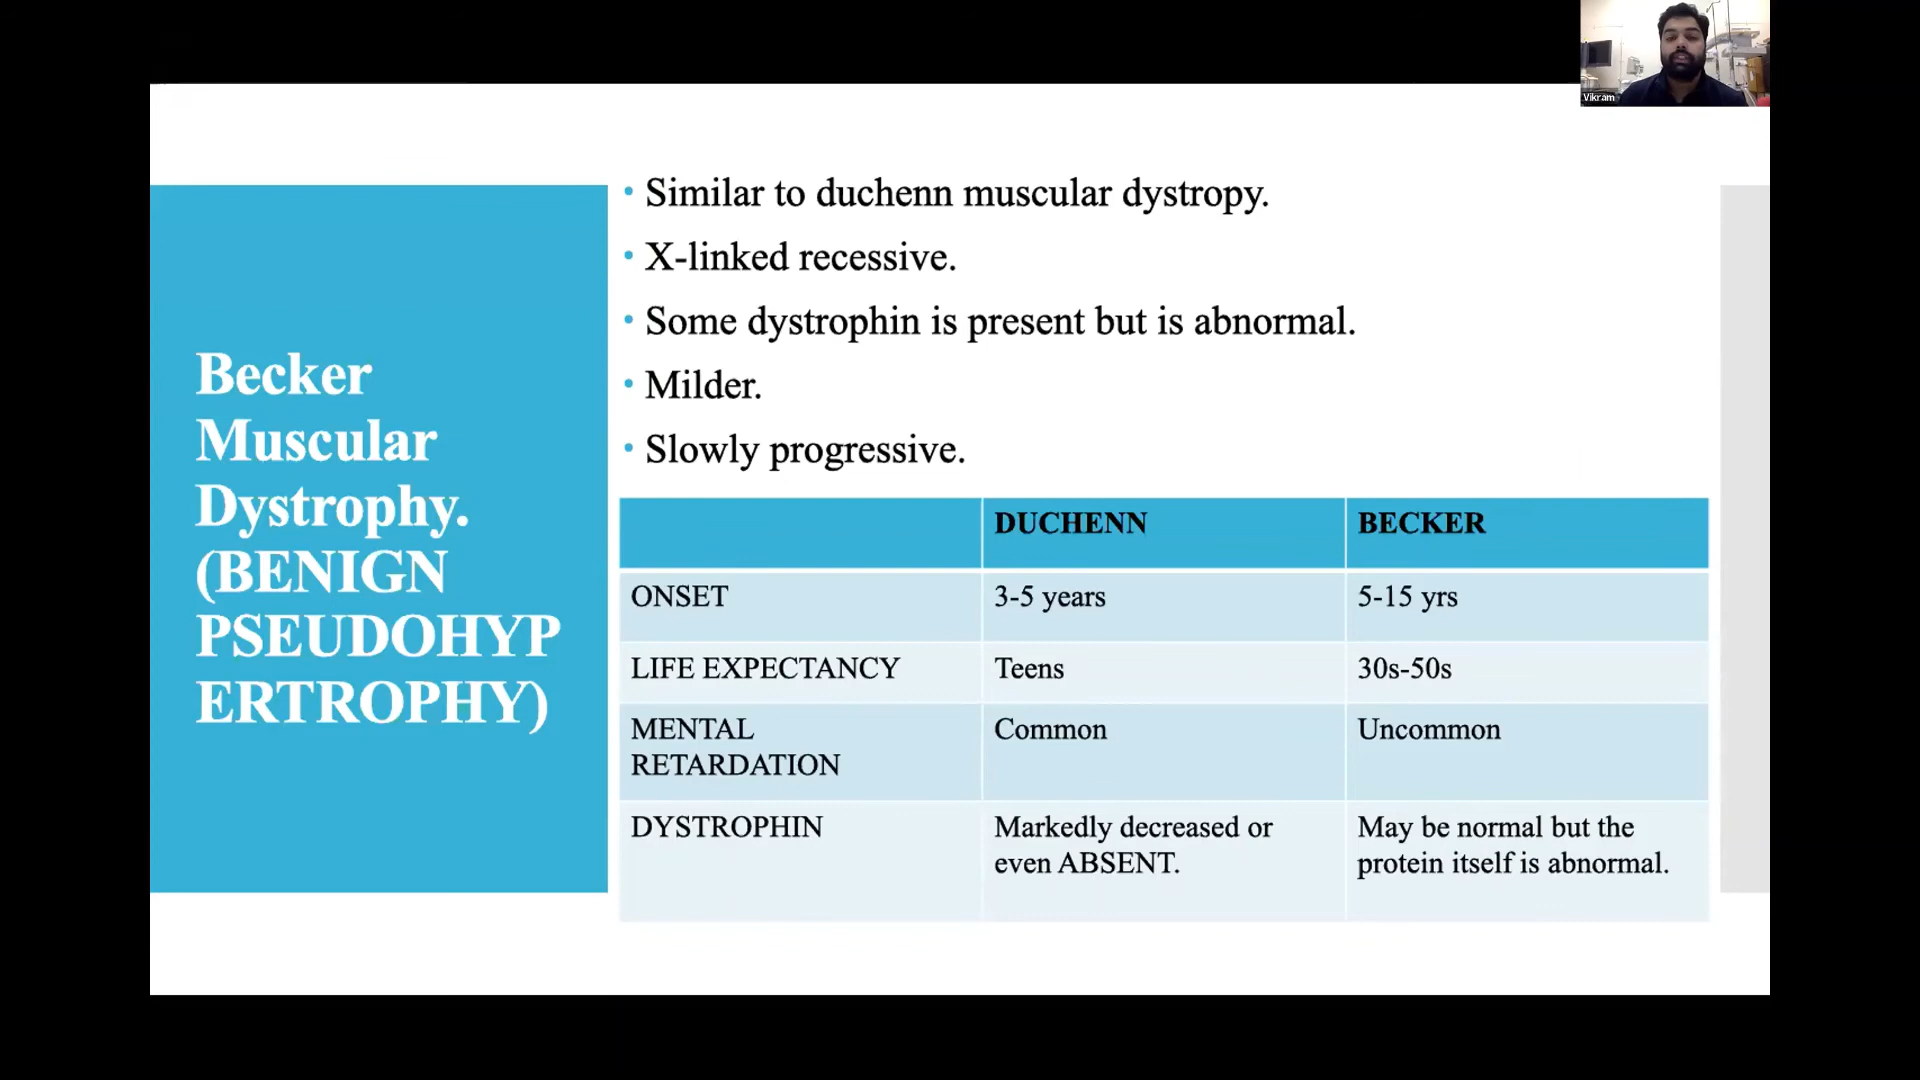 Vikram
Becker
Muscular
Dystrophy.
(BENIGN
PSEUDOHYP
ERTROPHY)
• Similar to duchenn muscular dystropy.
• X-linked recessive.
• Some dystrophin is present but is abnormal.
• Milder.
• Slowly progressive.
DUCHENN BECKER
ONSET 3-5 years 5-15 yrs
LIFE EXPECTANCY Teens 30s-50s
MENTAL Common Uncommon
RETARDATION
DYSTROPHIN Markedly decreased or May be normal but the
even ABSENT. protein itself is abnormal.